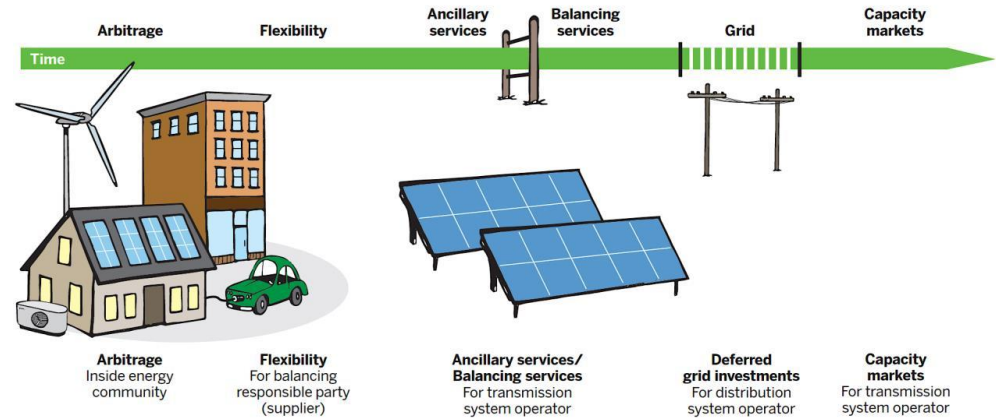 Arbitrage
Flexibility
Ancillary
services
Balancing
services
Grid
Capacity
markets
Time
Arbitrage
Inside energy
community
Flexibility
For balancing
responsible party
(supplier)
Ancillary services/
Balancing services
For transmission
system operator
Deferred
grid investments
For distribution
system operator
Capacity
markets
For transmission
system operator